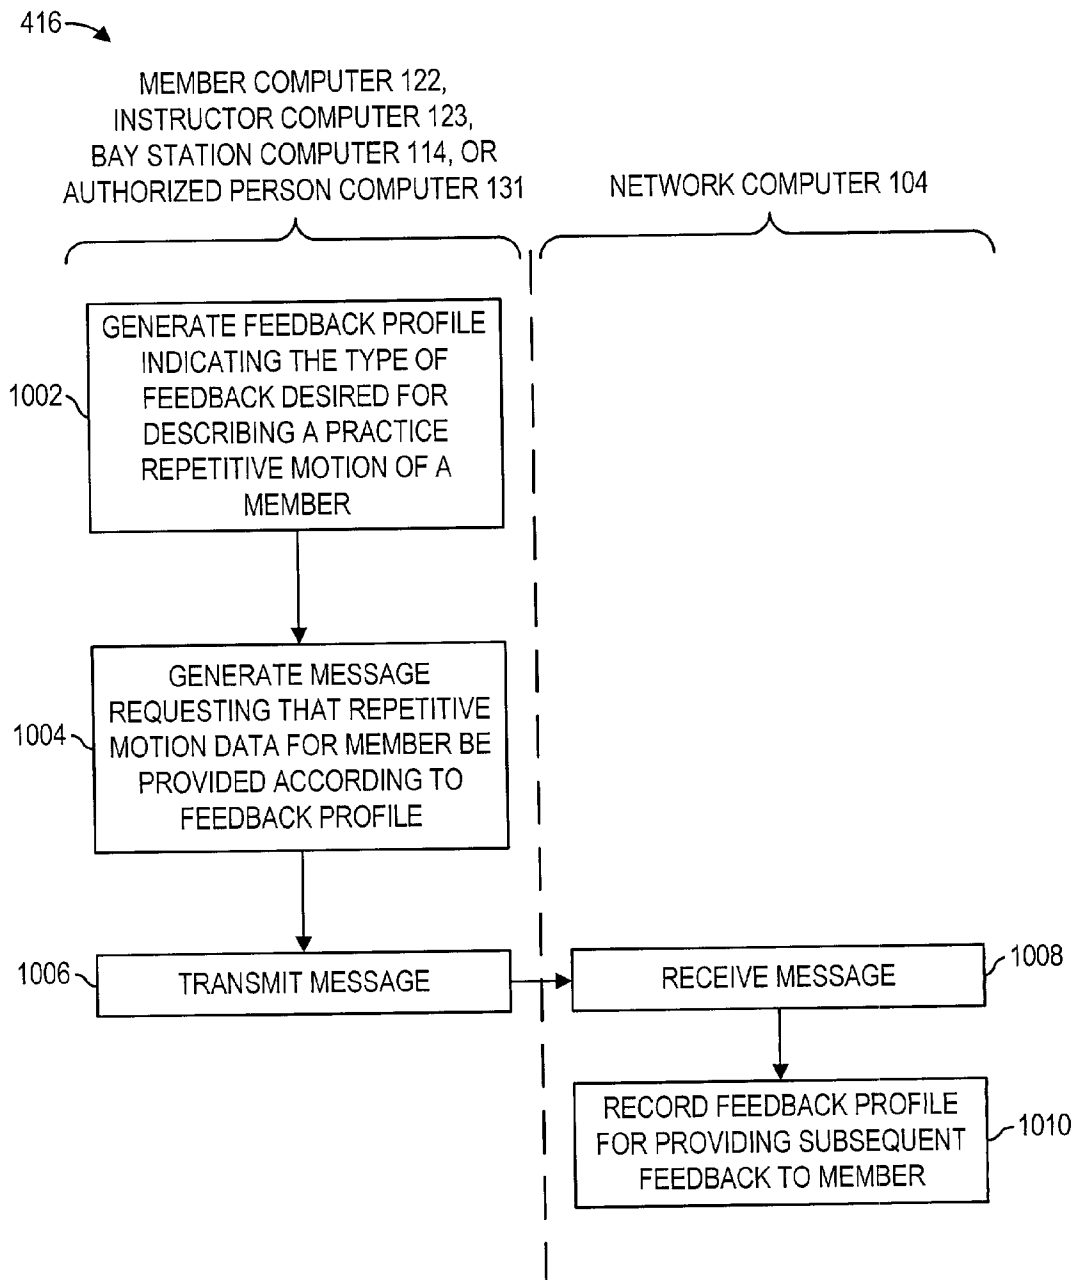 416
MEMBER COMPUTER 122,
INSTRUCTOR COMPUTER 123,
BAY STATION COMPUTER 114, OR
AUTHORIZED PERSON COMPUTER 131
NETWORK COMPUTER 104
1002
GENERATE FEEDBACK PROFILE
INDICATING THE TYPE OF
FEEDBACK DESIRED FOR
DESCRIBING A PRACTICE
REPETITIVE MOTION OF A
MEMBER
1004
GENERATE MESSAGE
REQUESTING THAT REPETITIVE
MOTION DATA FOR MEMBER BE
PROVIDED ACCORDING TO
FEEDBACK PROFILE
1006
TRANSMIT MESSAGE
RECEIVE MESSAGE
1008
RECORD FEEDBACK PROFILE
FOR PROVIDING SUBSEQUENT
FEEDBACK TO MEMBER
1010